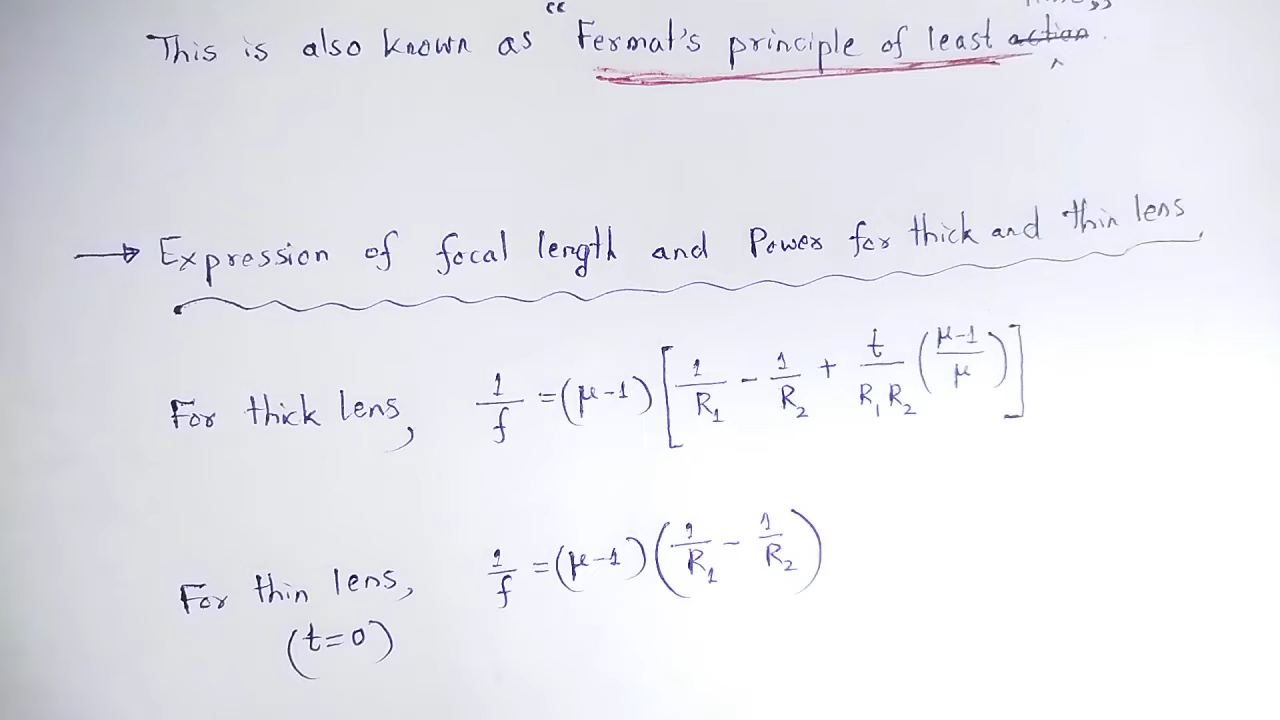 This is also known as "Fermat's principle of least action.
→ Expression of focal length and Power for thick and thin lens
For thick lens, 1/f = (μ-1) [1/R₁ - 1/R₂ + t/R₁R₂ (μ-1/μ)]
For thin lens, 1/f = (μ-1) (1/R₁ - 1/R₂)
(t=0)